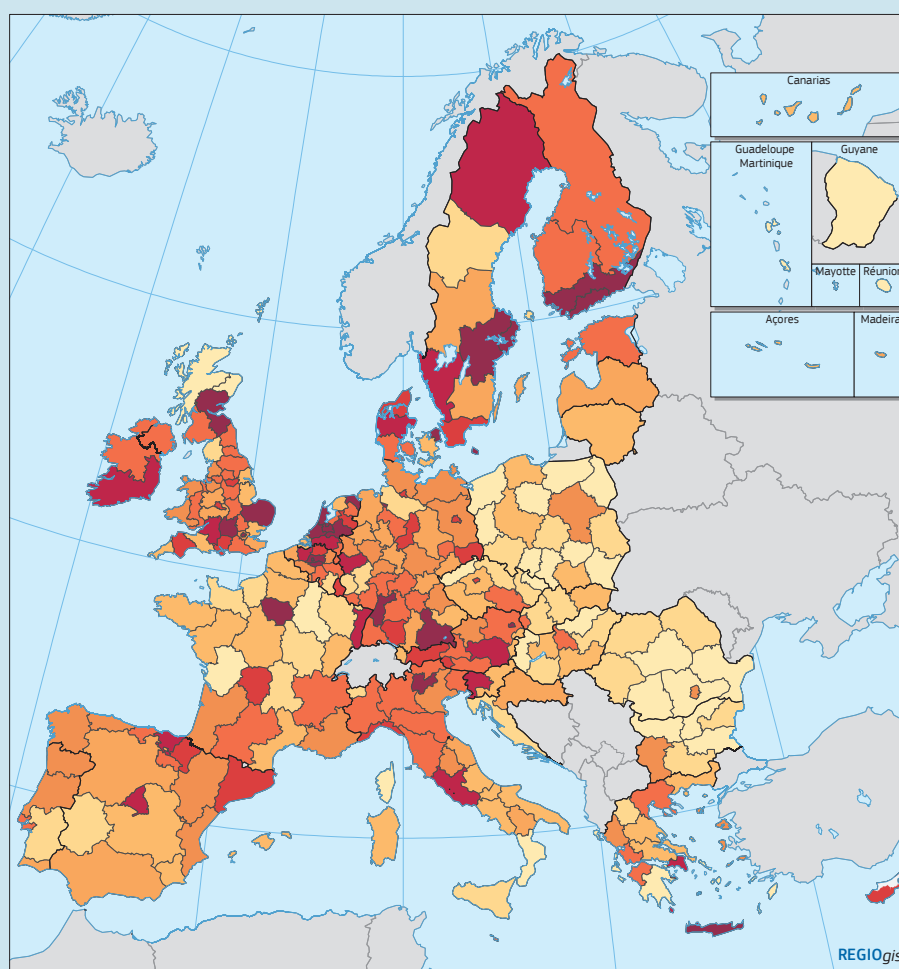 Canarias
Guadeloupe
Martinique
Guyane
Mayotte
Réunion
Açores
Madeira
REGIOgis